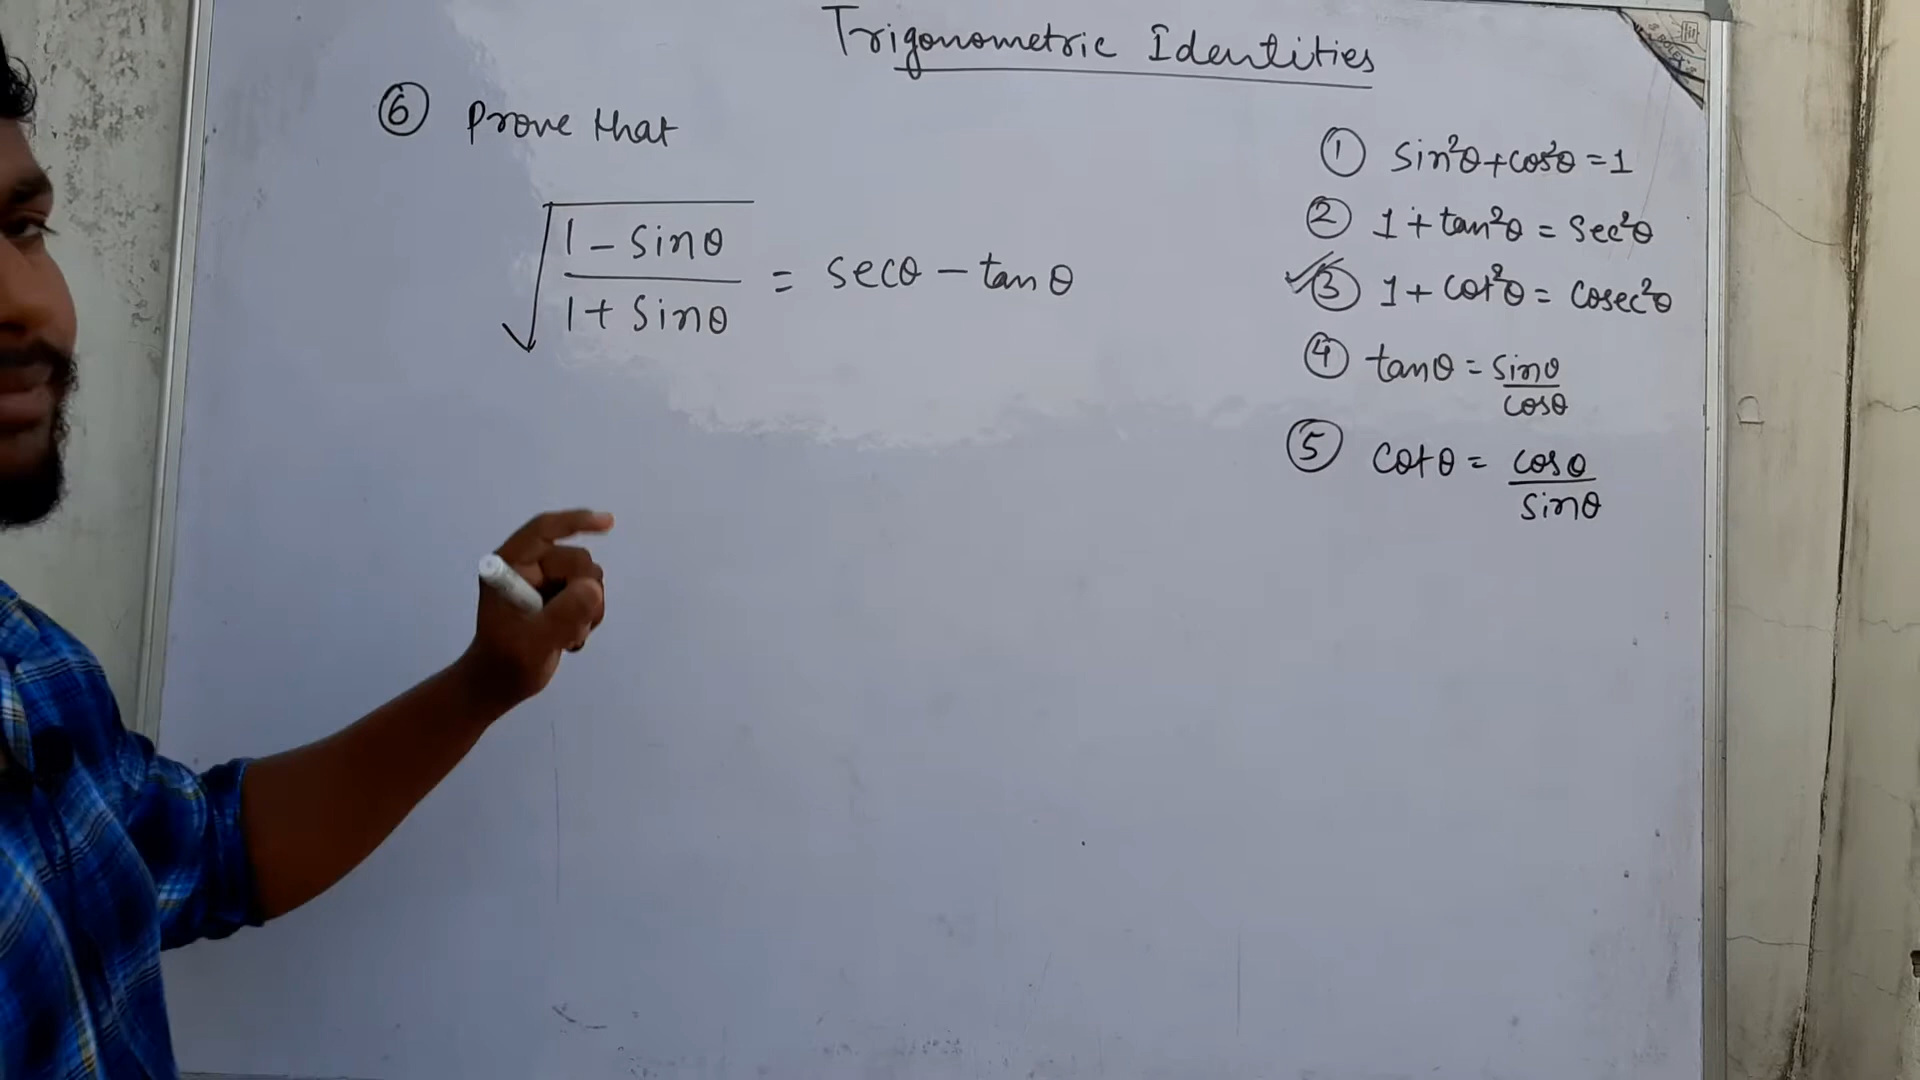 Trigonometric Identities
⑥ Prove that
√((1 - sinθ)/(1 + sinθ)) = secθ - tanθ
① sin²θ + cos²θ = 1
② 1 + tan²θ = sec²θ
✓③ 1 + cot²θ = cosec²θ
④ tanθ = sinθ/cosθ
⑤ cotθ = cosθ/sinθ